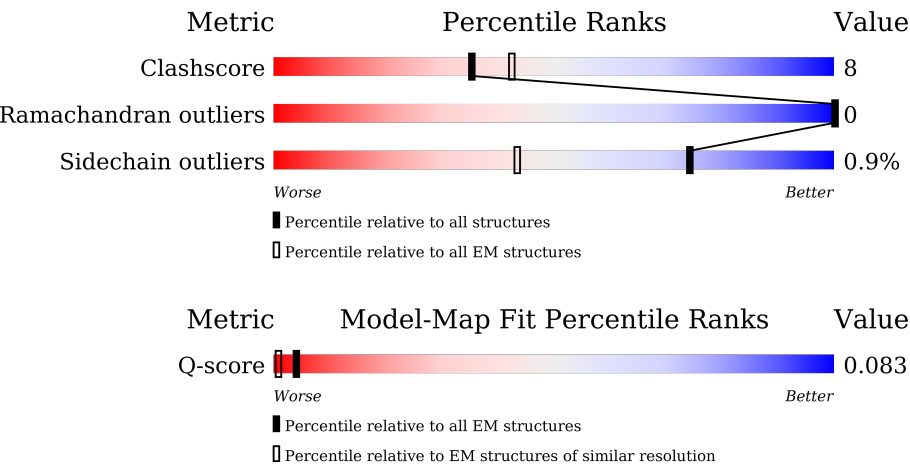 Metric Percentile Ranks Value
Clashscore 8
Ramachandran outliers 0
Sidechain outliers 0.9%
Worse Better
Percentile relative to all structures
Percentile relative to all EM structures
Metric Model-Map Fit Percentile Ranks Value
Q-score 0.083
Worse Better
Percentile relative to all EM structures
Percentile relative to EM structures of similar resolution